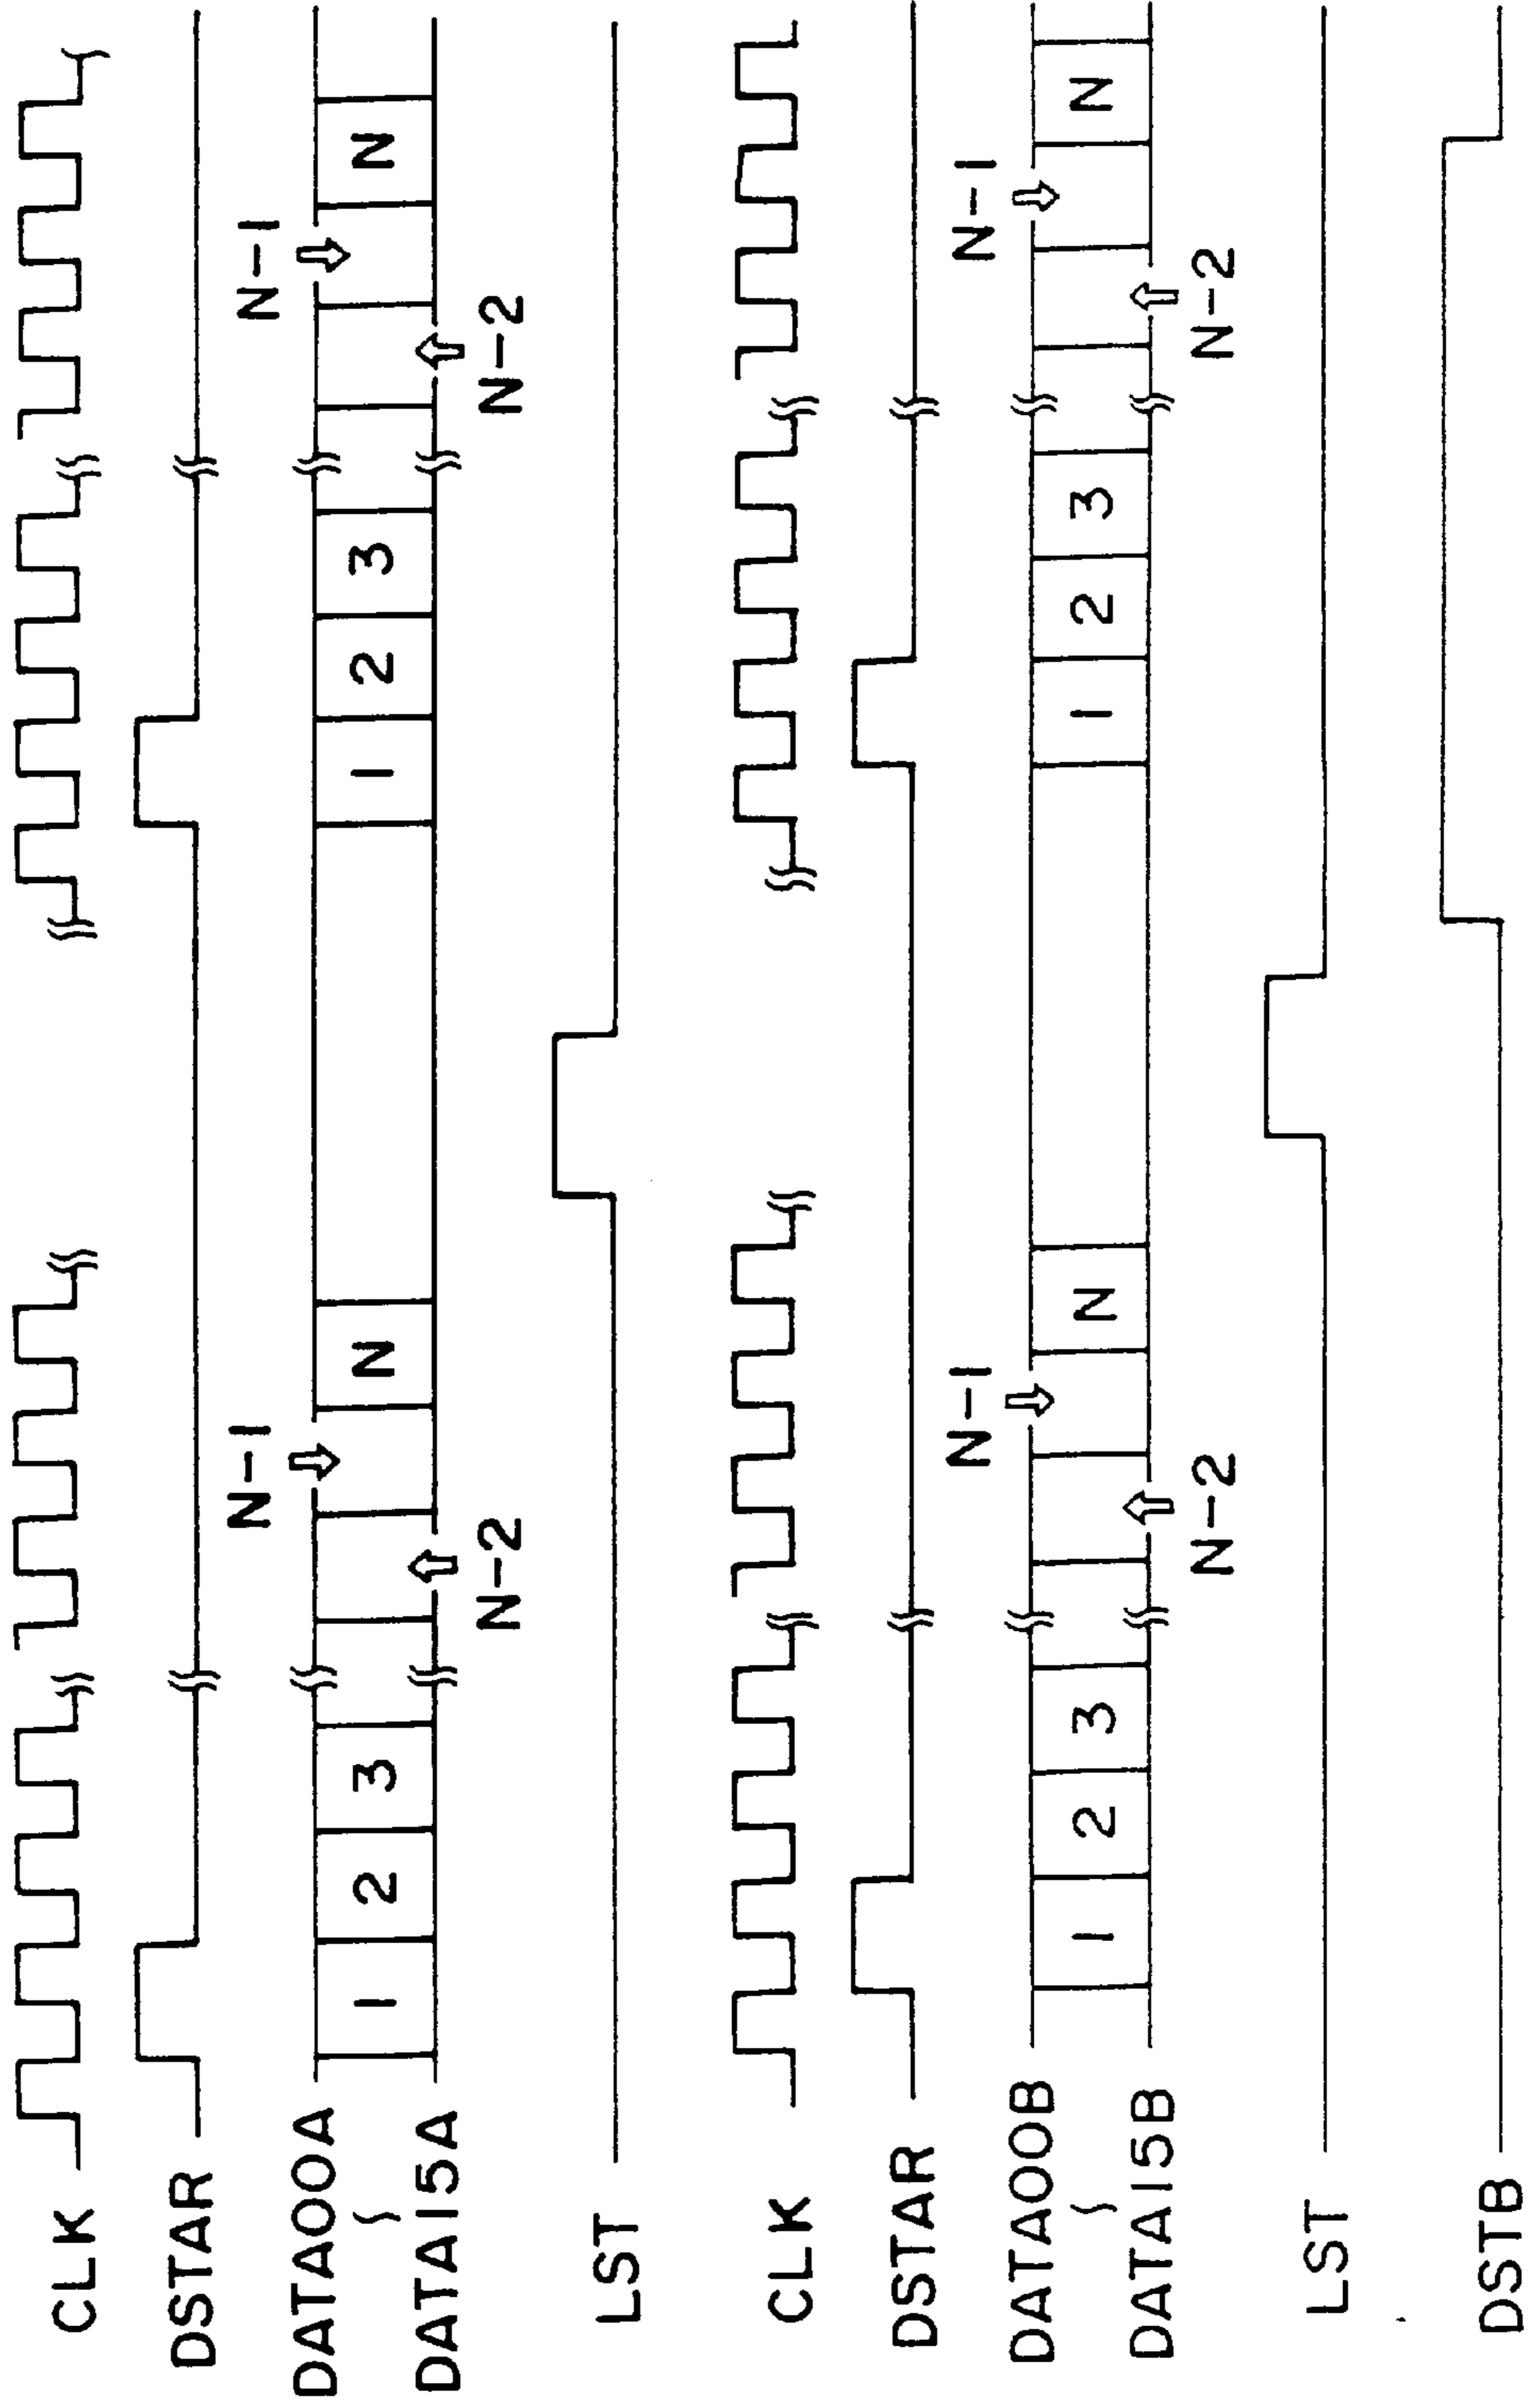 CLK
DSTAR
N-1 N-1
DATA00A 1 2 3 N 1 2 3 N
~
DATA15A
N-2 N-2
LST
CLK
DSTAR
N-1 N-1
DATA00B 1 2 3 N 1 2 3 N
~
DATA15B
N-2 N-2
LST
DSTB